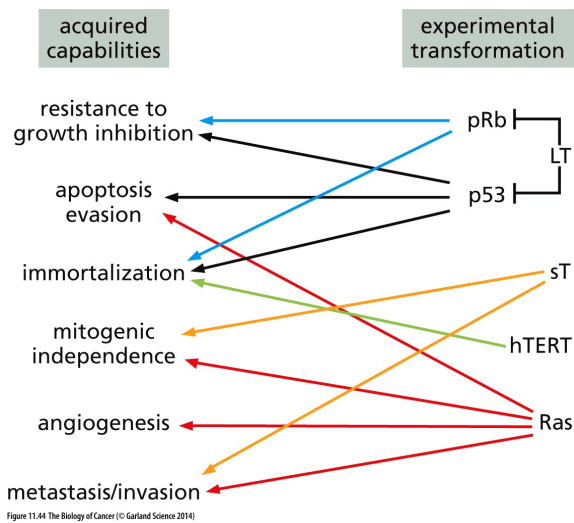 acquired
capabilities
experimental
transformation
resistance to
growth inhibition
apoptosis
evasion
immortalization
mitogenic
independence
angiogenesis
metastasis/invasion
pRb
LT
p53
sT
hTERT
Ras
Figure 11.44 The Biology of Cancer (© Garland Science 2014)